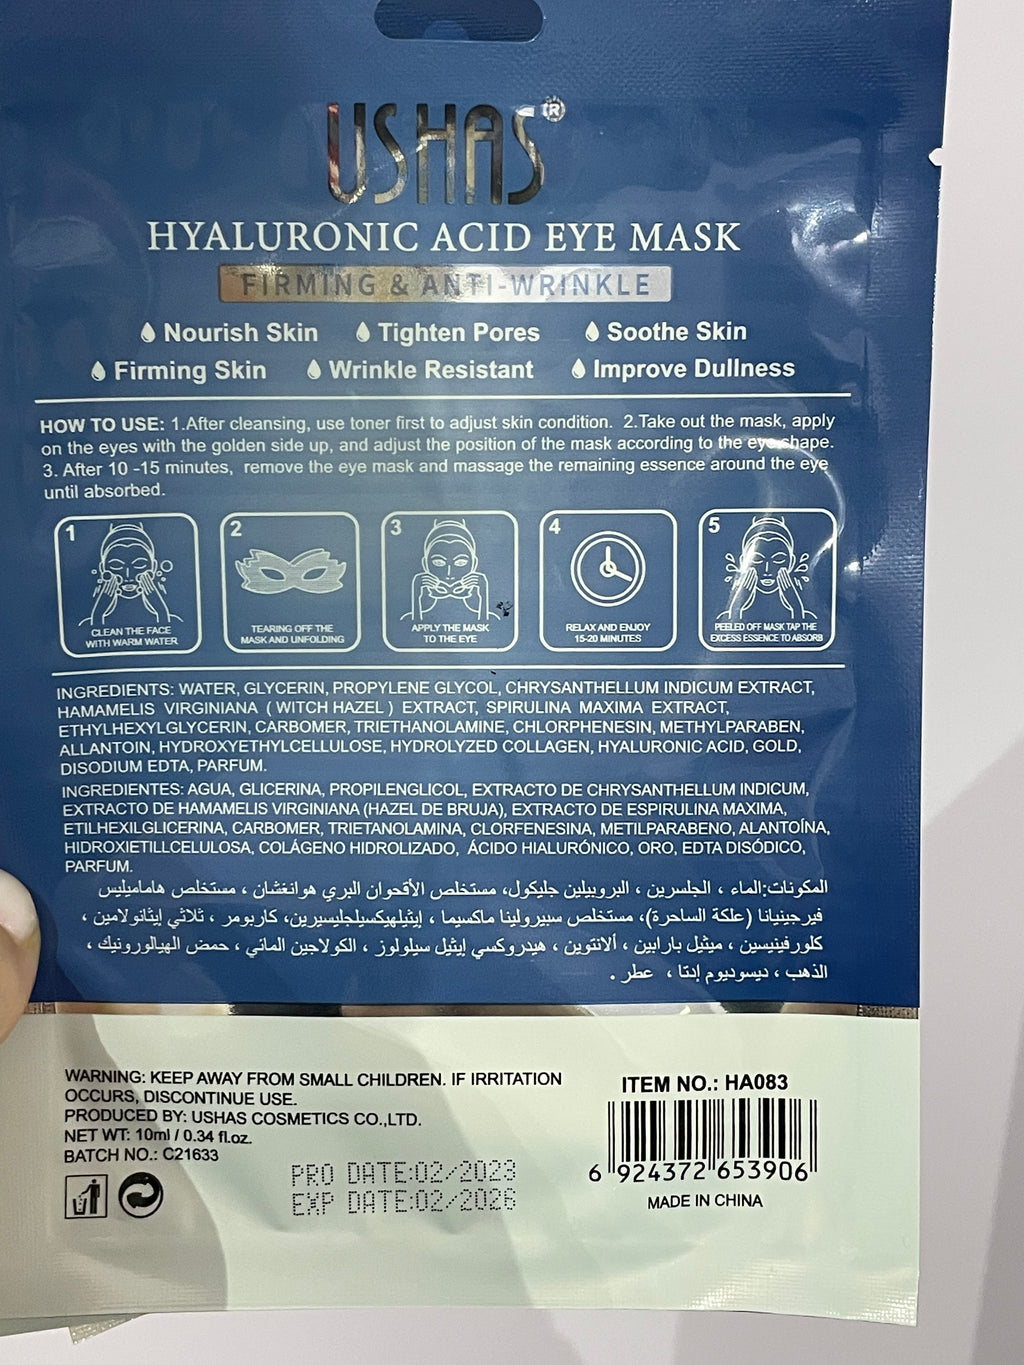 USHAS®
HYALURONIC ACID EYE MASK
FIRMING & ANTI-WRINKLE
Nourish Skin Tighten Pores Soothe Skin
Firming Skin Wrinkle Resistant Improve Dullness
HOW TO USE: 1.After cleansing, use toner first to adjust skin condition. 2.Take out the mask, apply
on the eyes with the golden side up, and adjust the position of the mask according to the eye shape.
3. After 10 -15 minutes, remove the eye mask and massage the remaining essence around the eye
until absorbed.
1
CLEAN THE FACE
WITH WARM WATER
2
TEARING OFF THE
MASK AND UNFOLDING
3
APPLY THE MASK
TO THE EYE
4
RELAX AND ENJOY
15-20 MINUTES
5
PEELED OFF MASK TAP THE
EXCESS ESSENCE TO ABSORB
INGREDIENTS: WATER, GLYCERIN, PROPYLENE GLYCOL, CHRYSANTHELLUM INDICUM EXTRACT,
HAMAMELIS VIRGINIANA ( WITCH HAZEL ) EXTRACT, SPIRULINA MAXIMA EXTRACT,
ETHYLHEXYLGLYCERIN, CARBOMER, TRIETHANOLAMINE, CHLORPHENESIN, METHYLPARABEN,
ALLANTOIN, HYDROXYETHYLCELLULOSE, HYDROLYZED COLLAGEN, HYALURONIC ACID, GOLD,
DISODIUM EDTA, PARFUM.
INGREDIENTES: AGUA, GLICERINA, PROPILENGLICOL, EXTRACTO DE CHRYSANTHELLUM INDICUM,
EXTRACTO DE HAMAMELIS VIRGINIANA (HAZEL DE BRUJA), EXTRACTO DE ESPIRULINA MAXIMA,
ETILHEXILGLICERINA, CARBOMER, TRIETANOLAMINA, CLORFENESINA, METILPARABENO, ALANTOÍNA,
HIDROXIETILLCELULOSA, COLÁGENO HIDROLIZADO, ÁCIDO HIALURÓNICO, ORO, EDTA DISÓDICO,
PARFUM.
المكونات:الماء ، الجلسرين ، البروبيلين جليكول، مستخلص الأقحوان البري هوانغشان ، مستخلص هاماميليس
فيرجينيانا (علكة الساحرة)، مستخلص سبيرولينا ماكسيما ، إيثيلهيكسيلجليسيرين، كاربومر ، ثلاثي إيثانولامين ،
كلورفينيسين ، ميثيل بارابين ، ألانتوين ، هيدروكسي إيثيل سيلولوز ، الكولاجين المائي ، حمض الهيالورونيك ،
الذهب ، ديسوديوم إدتا ، عطر .
WARNING: KEEP AWAY FROM SMALL CHILDREN. IF IRRITATION
OCCURS, DISCONTINUE USE.
PRODUCED BY: USHAS COSMETICS CO.,LTD.
NET WT: 10ml / 0.34 fl.oz.
BATCH NO.: C21633
PRO DATE:02/2023
EXP DATE:02/2026
ITEM NO.: HA083
6 924372 653906
MADE IN CHINA